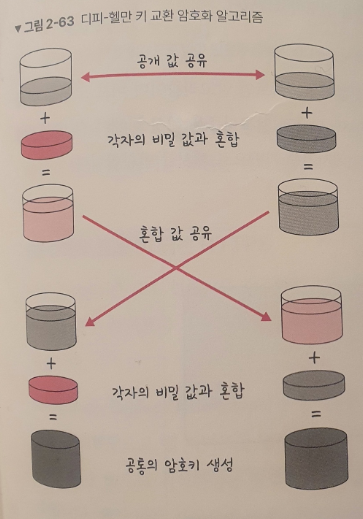 ▼그림 2-63 디피-헬만 키 교환 암호화 알고리즘
공개 값 공유
+
+
각자의 비밀 값과 혼합
=
=
혼합 값 공유
+
+
각자의 비밀 값과 혼합
=
=
공통의 암호키 생성